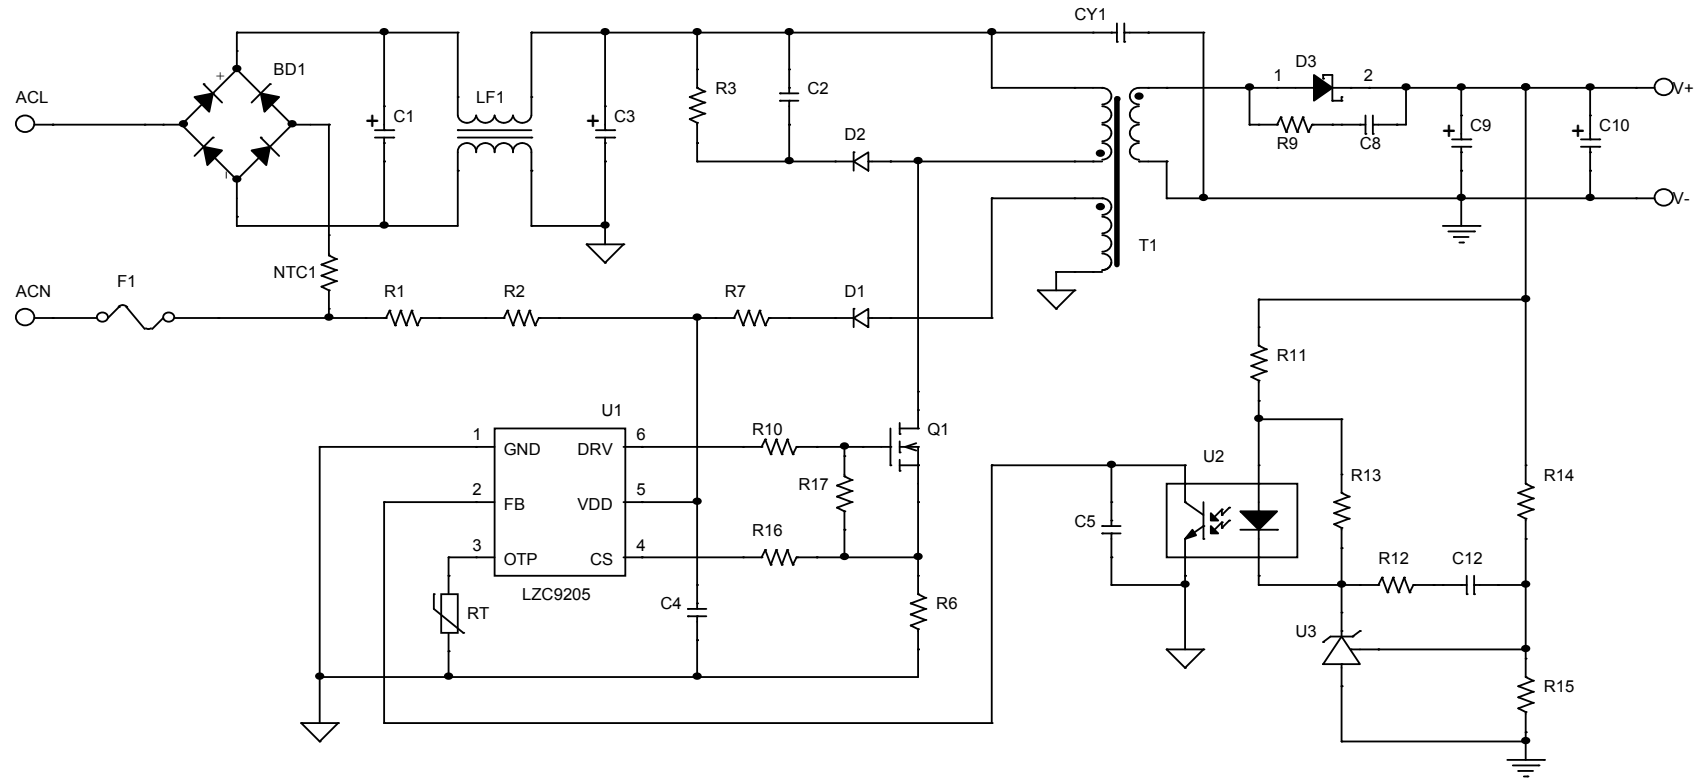 CY1
ACL
BD1
+
C1
+
LF1
C3
+
R3
C2
D2
D3
1
2
R9
C8
C9
+
C10
+
V+
V-
T1
ACN
F1
NTC1
R1
R2
R7
D1
U1
1
GND
DRV
6
2
FB
VDD
5
3
OTP
CS
4
LZC9205
RT
R10
R17
R16
Q1
C4
R6
C5
U2
R11
R13
R14
R12
C12
U3
R15